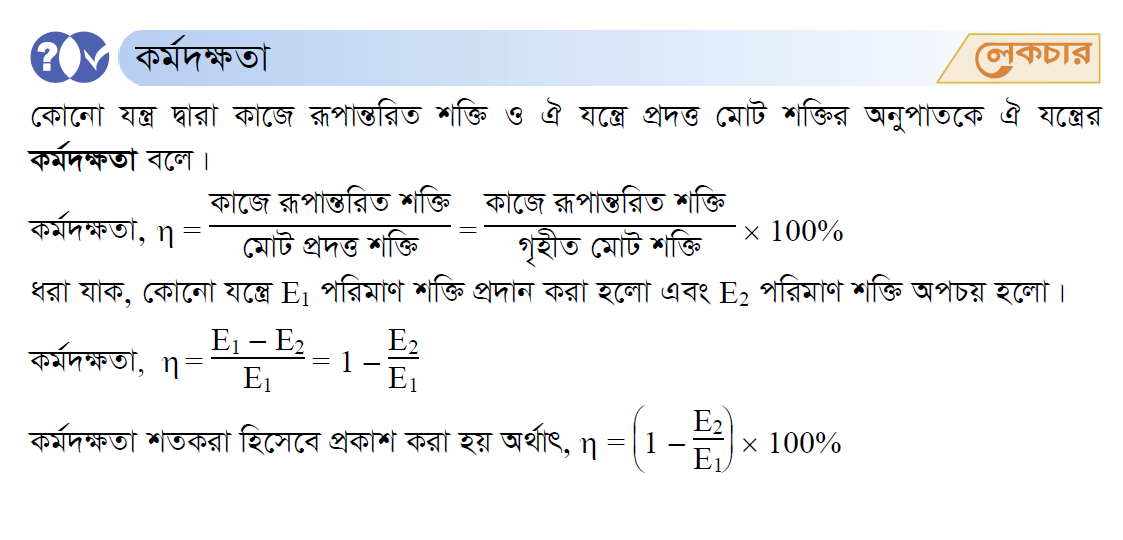 কর্মদক্ষতা
লেকচার
কোনো যন্ত্র দ্বারা কাজে রূপান্তরিত শক্তি ও ঐ যন্ত্রে প্রদত্ত মোট শক্তির অনুপাতকে ঐ যন্ত্রের
কর্মদক্ষতা বলে।
কর্মদক্ষতা, η = কাজে রূপান্তরিত শক্তি / মোট প্রদত্ত শক্তি = কাজে রূপান্তরিত শক্তি / গৃহীত মোট শক্তি × 100%
ধরা যাক, কোনো যন্ত্রে E₁ পরিমাণ শক্তি প্রদান করা হলো এবং E₂ পরিমাণ শক্তি অপচয় হলো।
কর্মদক্ষতা, η = (E₁ – E₂) / E₁ = 1 – E₂ / E₁
কর্মদক্ষতা শতকরা হিসেবে প্রকাশ করা হয় অর্থাৎ, η = (1 – E₂ / E₁) × 100%